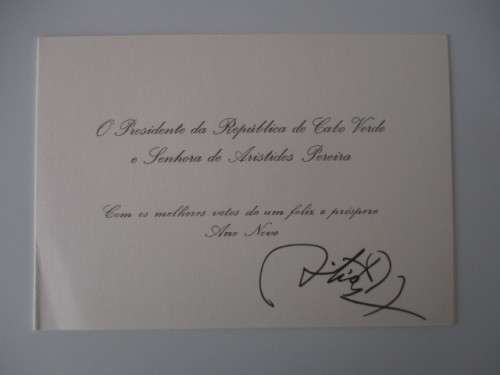 O Presidente da República de Cabo Verde
e Senhora de Aristides Pereira
Com os melhores votos de um feliz e próspero
Ano Novo